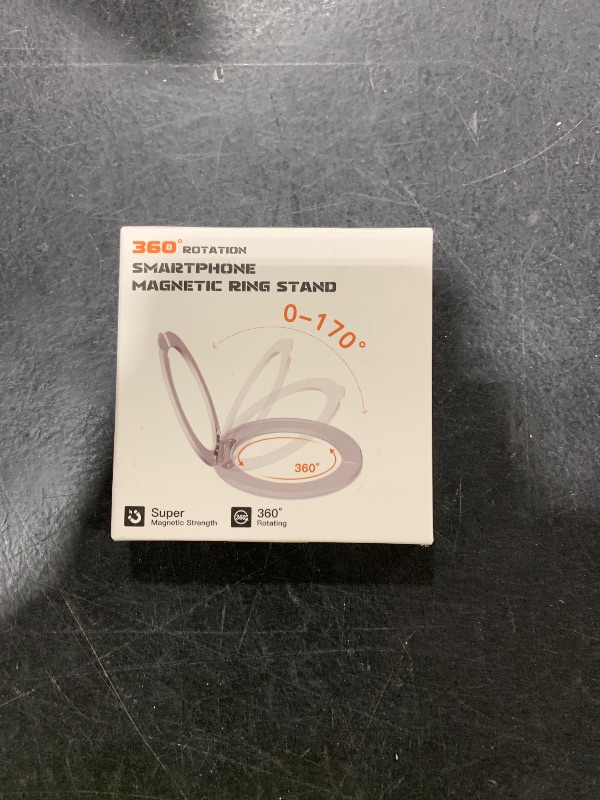 360° ROTATION
SMARTPHONE
MAGNETIC RING STAND
0-170°
360°
Super
Magnetic Strength
360°
Rotating